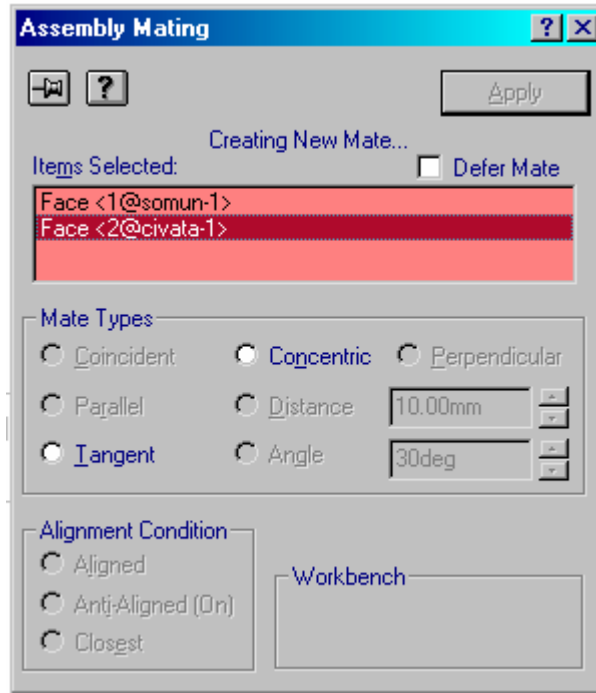 Assembly Mating
Apply
Creating New Mate...
Items Selected:
Defer Mate
Face <1@somun-1>
Face <2@civata-1>
Mate Types
Coincident
Concentric
Perpendicular
Parallel
Distance
10.00mm
Tangent
Angle
30deg
Alignment Condition
Aligned
Anti-Aligned (On)
Closest
Workbench